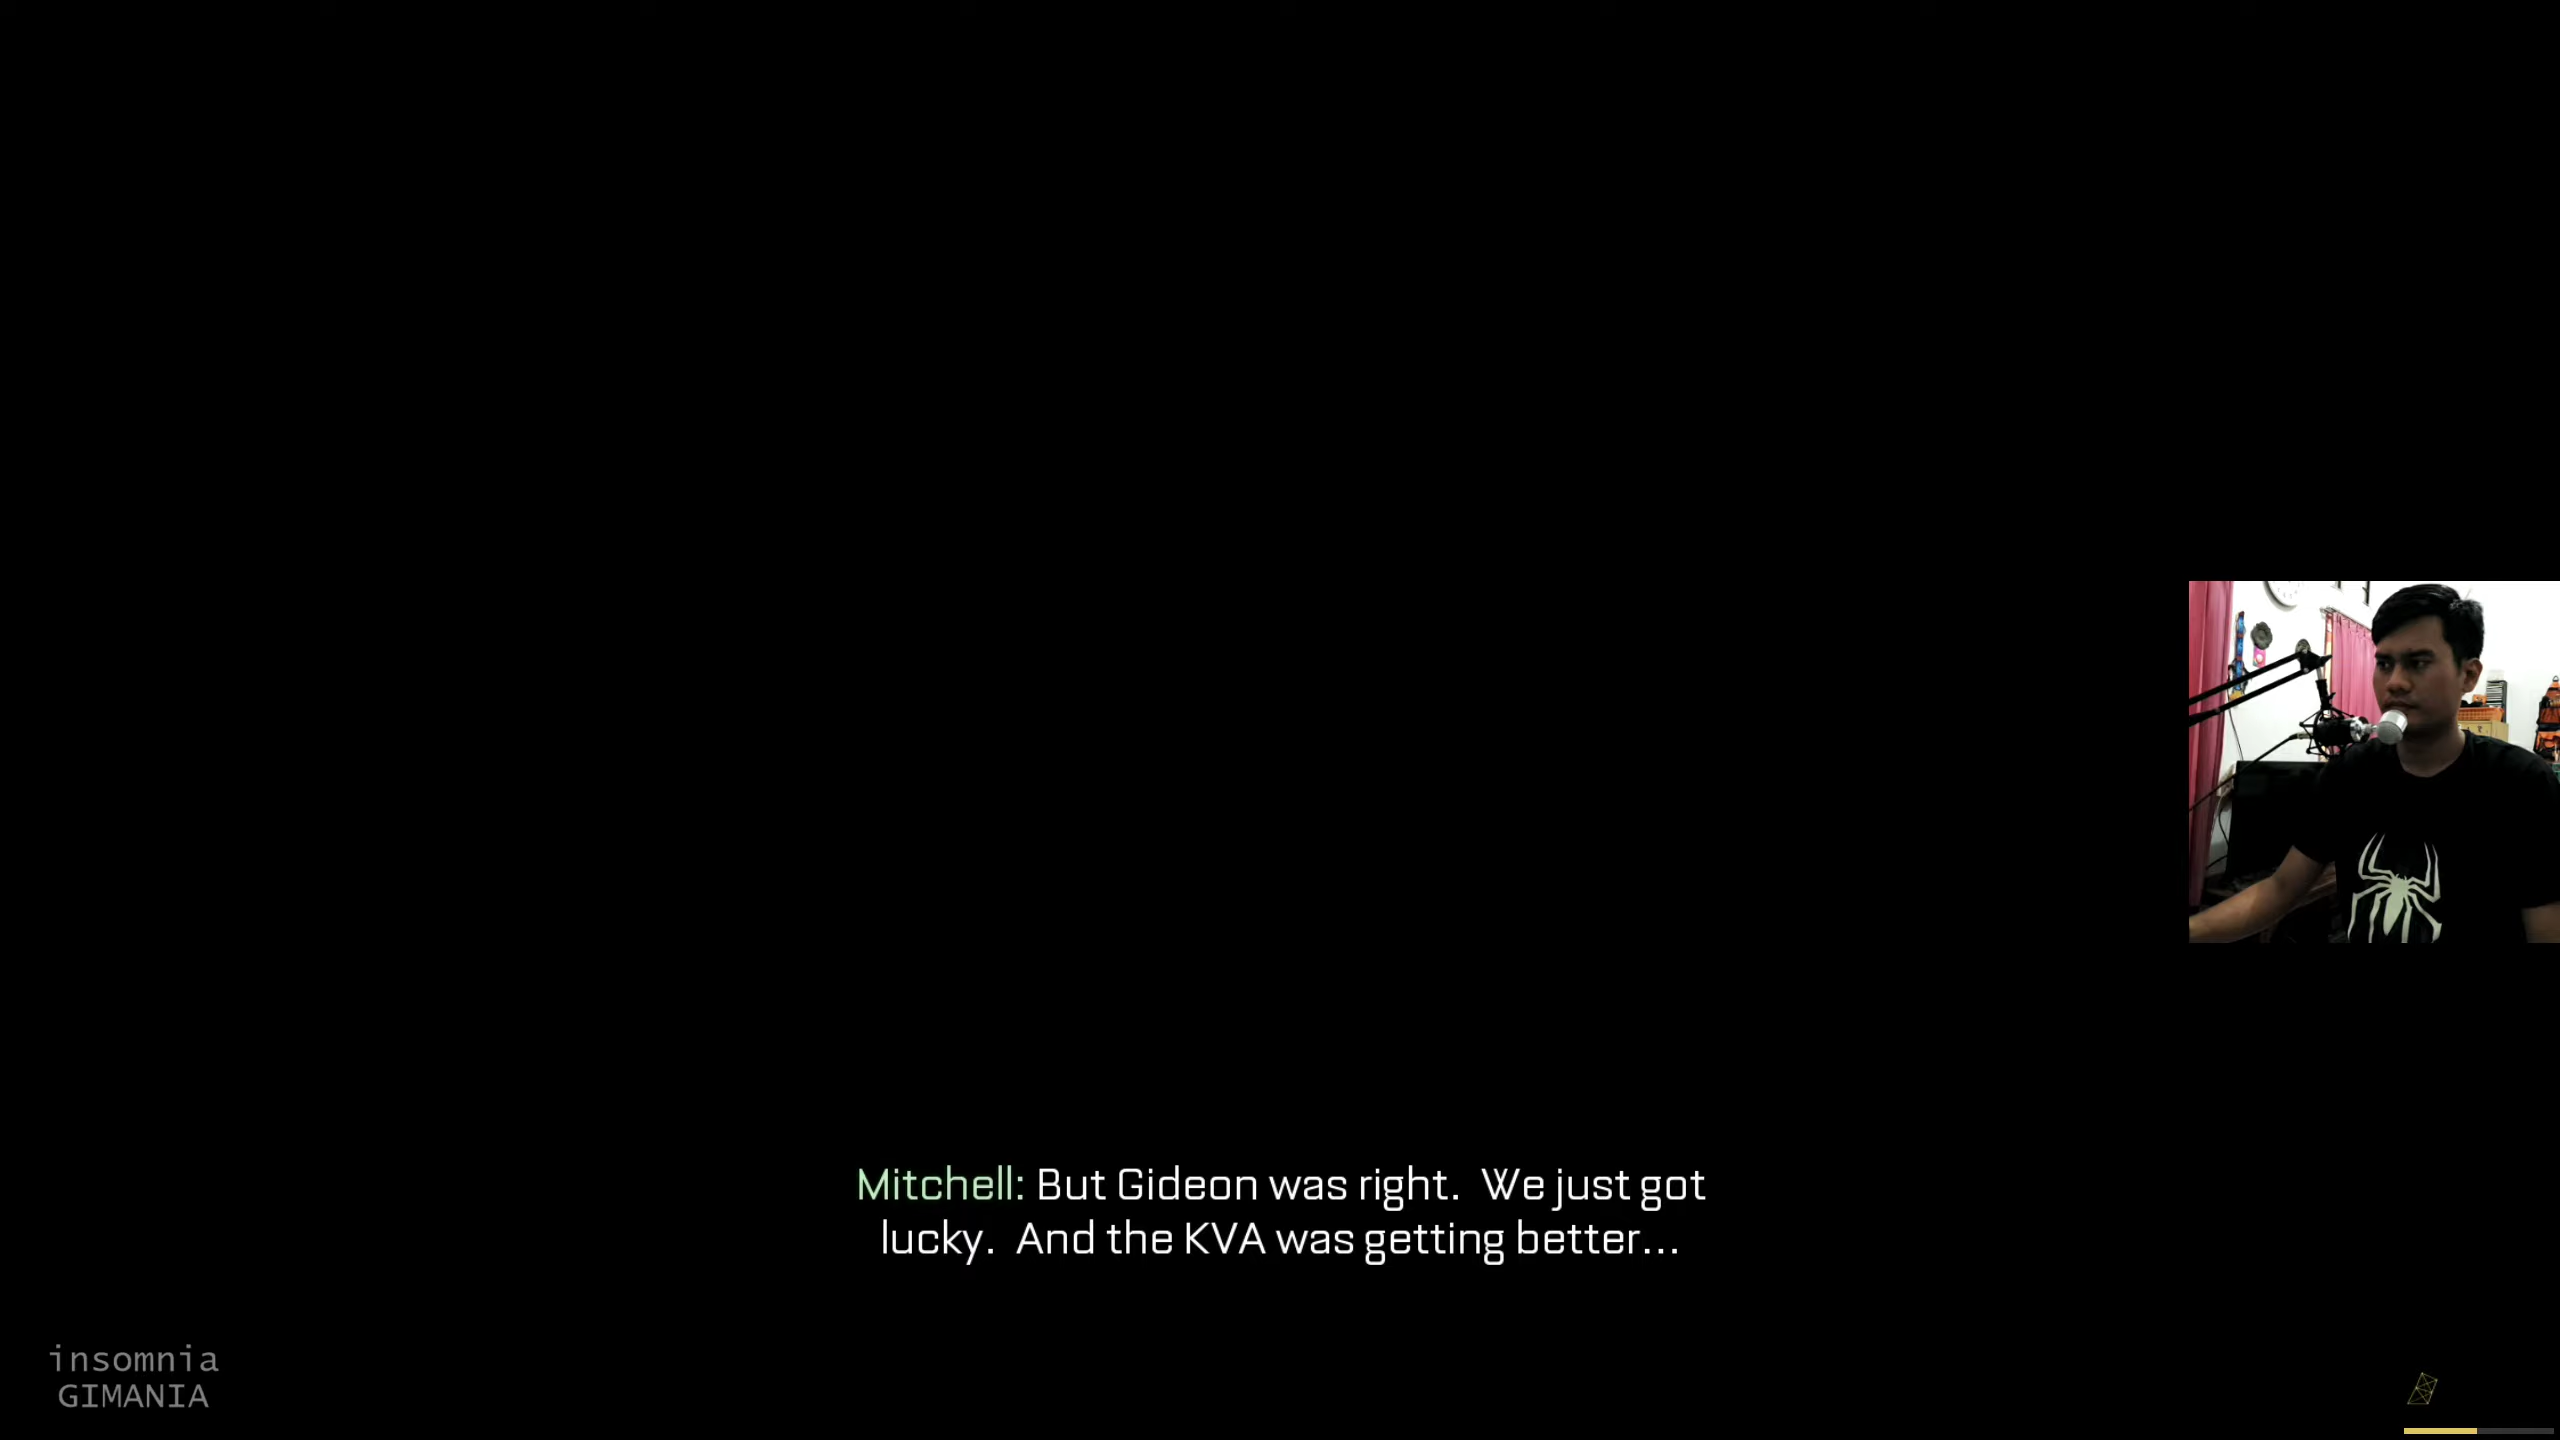 Mitchell: But Gideon was right.  We just got
lucky.  And the KVA was getting better...
insomnia
GIMANIA